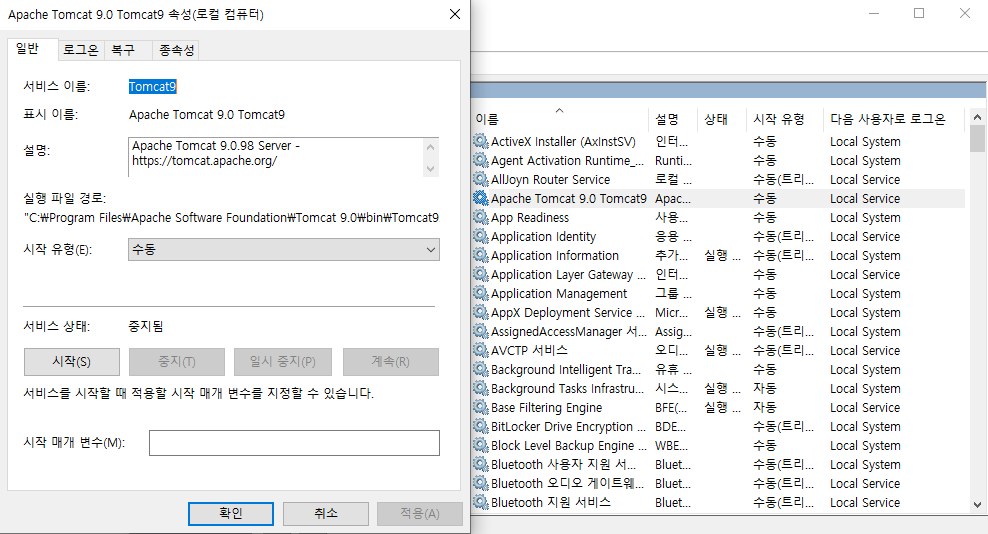 Apache Tomcat 9.0 Tomcat9 속성(로컬 컴퓨터)
일반 로그온 복구 종속성
서비스 이름: Tomcat9
표시 이름: Apache Tomcat 9.0 Tomcat9
설명: Apache Tomcat 9.0.98 Server -
https://tomcat.apache.org/
실행 파일 경로:
"C:₩Program Files₩Apache Software Foundation₩Tomcat 9.0₩bin₩Tomcat9
시작 유형(E): 수동
서비스 상태: 중지됨
시작(S) 중지(T) 일시 중지(P) 계속(R)
서비스를 시작할 때 적용할 시작 매개 변수를 지정할 수 있습니다.
시작 매개 변수(M):
확인 취소 적용(A)
이름 설명 상태 시작 유형 다음 사용자로 로그온
ActiveX Installer (AxInstSV) 인터... 수동 Local System
Agent Activation Runtime_... Runti... 수동 Local System
AllJoyn Router Service 로컬 ... 수동(트리... Local Service
Apache Tomcat 9.0 Tomcat9 Apac... 수동 Local Service
App Readiness 사용... 수동 Local System
Application Identity 응용 ... 수동(트리... Local Service
Application Information 추가... 실행 ... 수동(트리... Local System
Application Layer Gateway ... 인터... 수동 Local Service
Application Management 그룹 ... 수동 Local System
AppX Deployment Service ... Micr... 실행 ... 수동(트리... Local System
AssignedAccessManager 서... Assig... 수동(트리... Local System
AVCTP 서비스 오디... 실행 ... 수동(트리... Local Service
Background Intelligent Tra... 유휴 ... 수동 Local System
Background Tasks Infrastru... 시스... 실행 ... 자동 Local System
Base Filtering Engine BFE(... 실행 ... 자동 Local Service
BitLocker Drive Encryption ... BDE... 수동(트리... Local System
Block Level Backup Engine ... WBE... 수동 Local System
Bluetooth 사용자 지원 서... Bluet... 수동(트리... Local System
Bluetooth 오디오 게이트웨... Bluet... 수동(트리... Local Service
Bluetooth 지원 서비스 Bluet... 수동(트리... Local Service